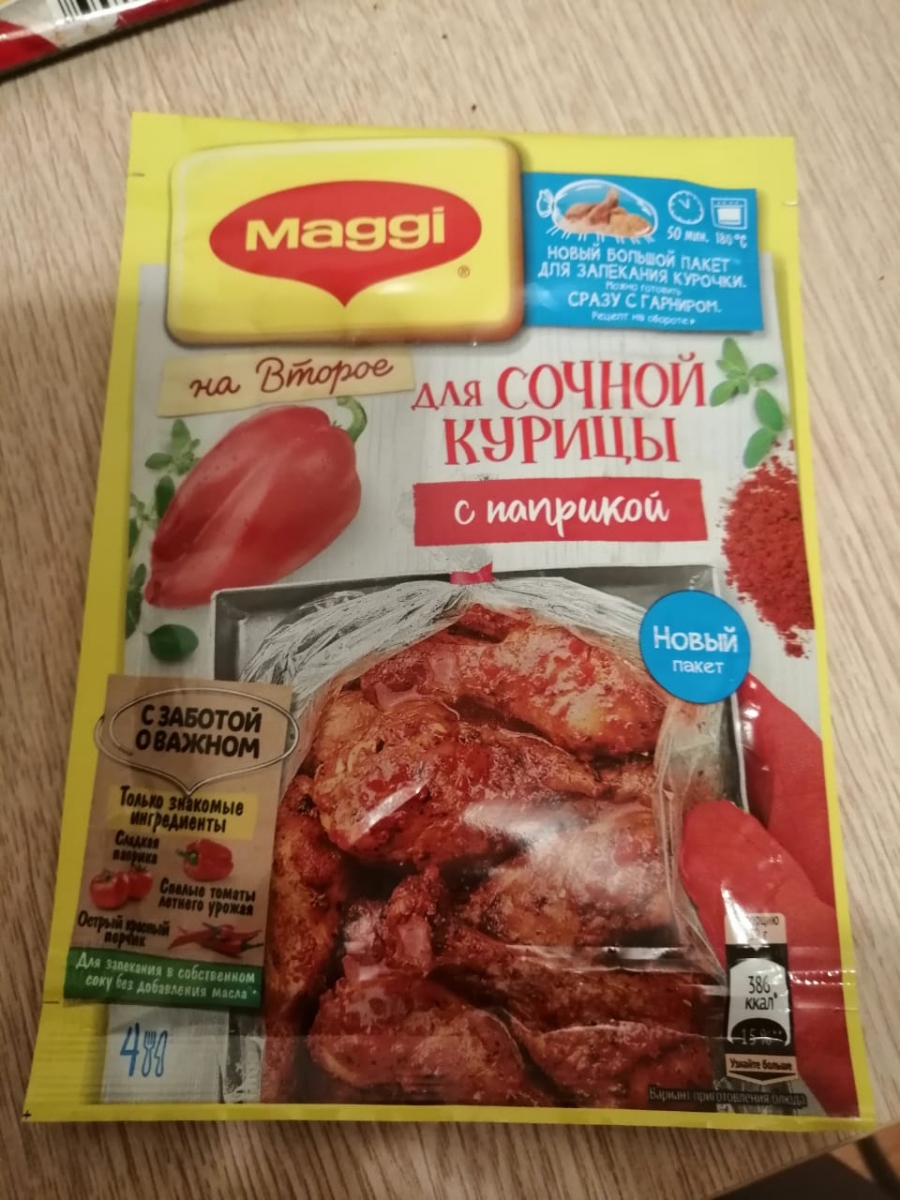 Maggi
®
50 мин. 180°C
НОВЫЙ БОЛЬШОЙ ПАКЕТ
ДЛЯ ЗАПЕКАНИЯ КУРОЧКИ.
Можно готовить
СРАЗУ С ГАРНИРОМ.
Рецепт на обороте
на Второе
для СОЧНОЙ
КУРИЦЫ
с паприкой
Новый
пакет
С ЗАБОТОЙ
О ВАЖНОМ
Только знакомые
ингредиенты
Сладкая
паприка
Спелые томаты
летнего урожая
Острый красный
перчик
Для запекания в собственном
соку без добавления масла*
4
386
ккал*
15%**
Узнайте больше
Вариант приготовления блюда